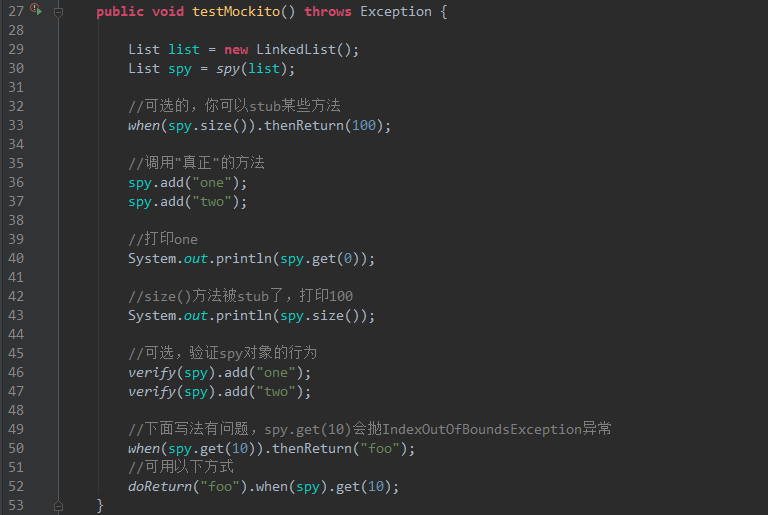 27 public void testMockito() throws Exception {
28
29 List list = new LinkedList();
30 List spy = spy(list);
31
32 //可选的，你可以stub某些方法
33 when(spy.size()).thenReturn(100);
34
35 //调用"真正"的方法
36 spy.add("one");
37 spy.add("two");
38
39 //打印one
40 System.out.println(spy.get(0));
41
42 //size()方法被stub了，打印100
43 System.out.println(spy.size());
44
45 //可选，验证spy对象的行为
46 verify(spy).add("one");
47 verify(spy).add("two");
48
49 //下面写法有问题，spy.get(10)会抛IndexOutOfBoundsException异常
50 when(spy.get(10)).thenReturn("foo");
51 //可用以下方式
52 doReturn("foo").when(spy).get(10);
53 }